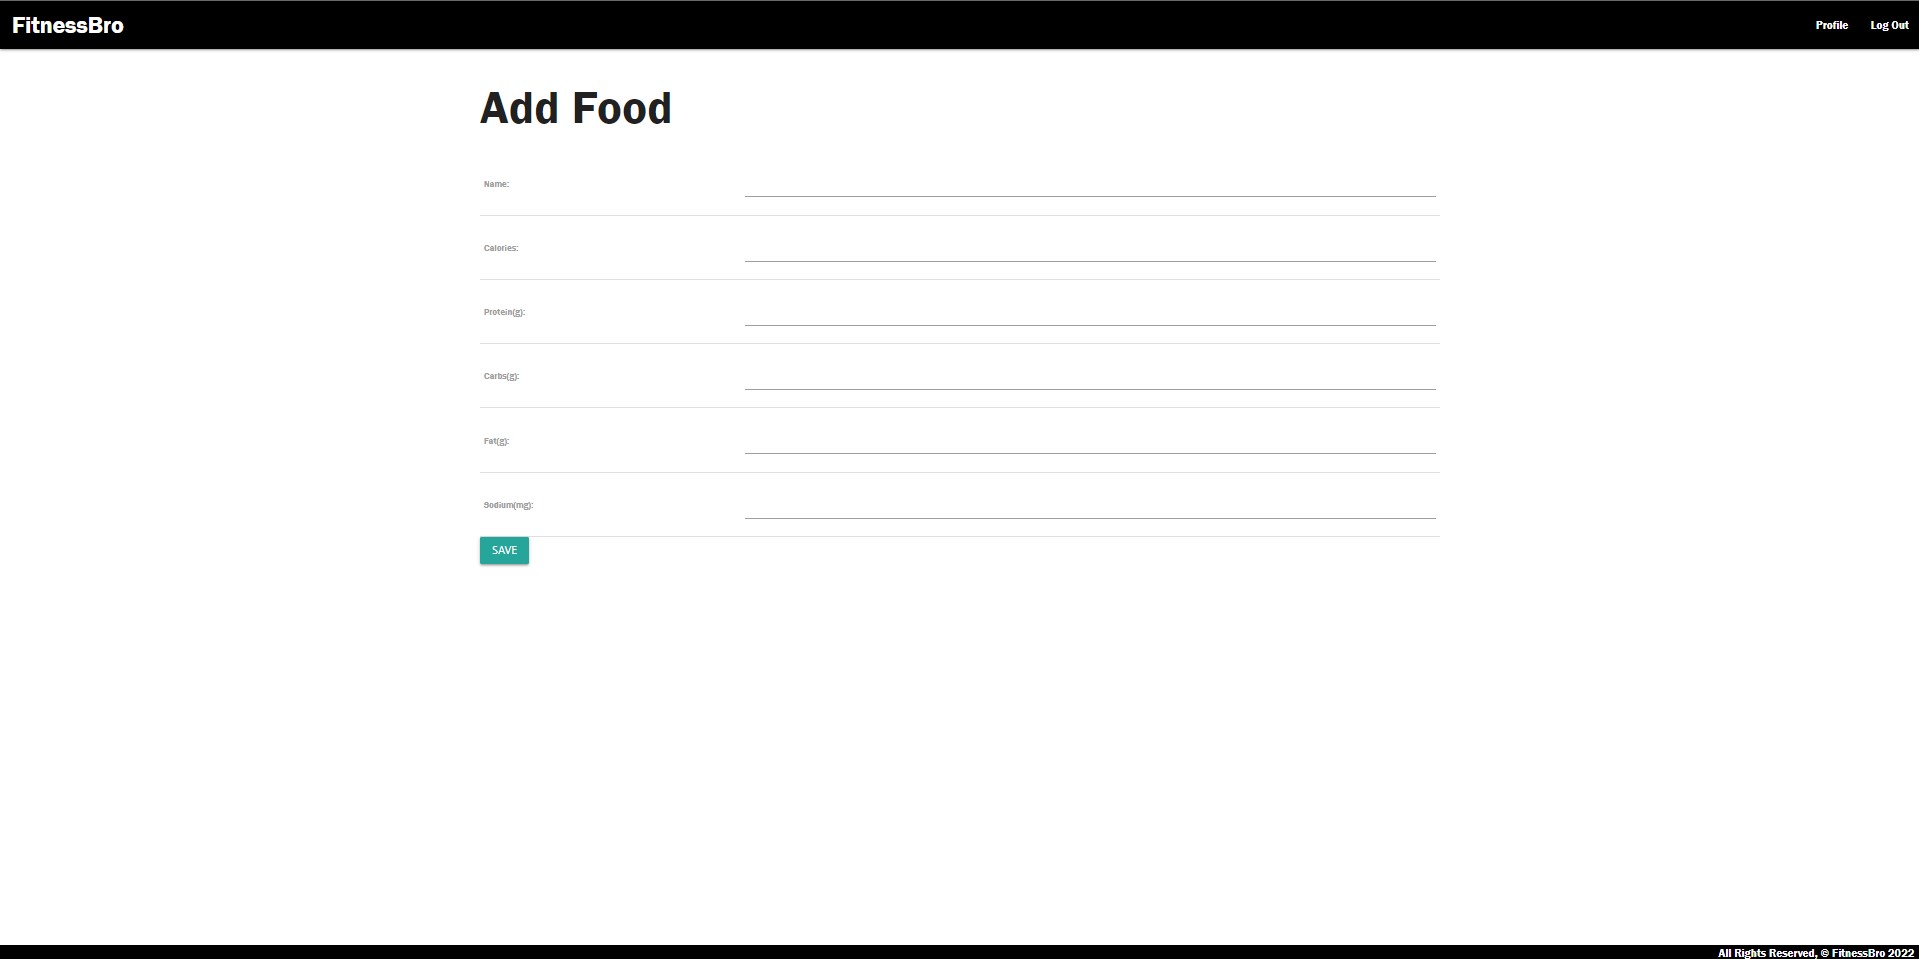 FitnessBro
Profile
Log Out
Add Food
Name:
Calories:
Protein(g):
Carbs(g):
Fat(g):
Sodium(mg):
SAVE
All Rights Reserved, © FitnessBro 2022